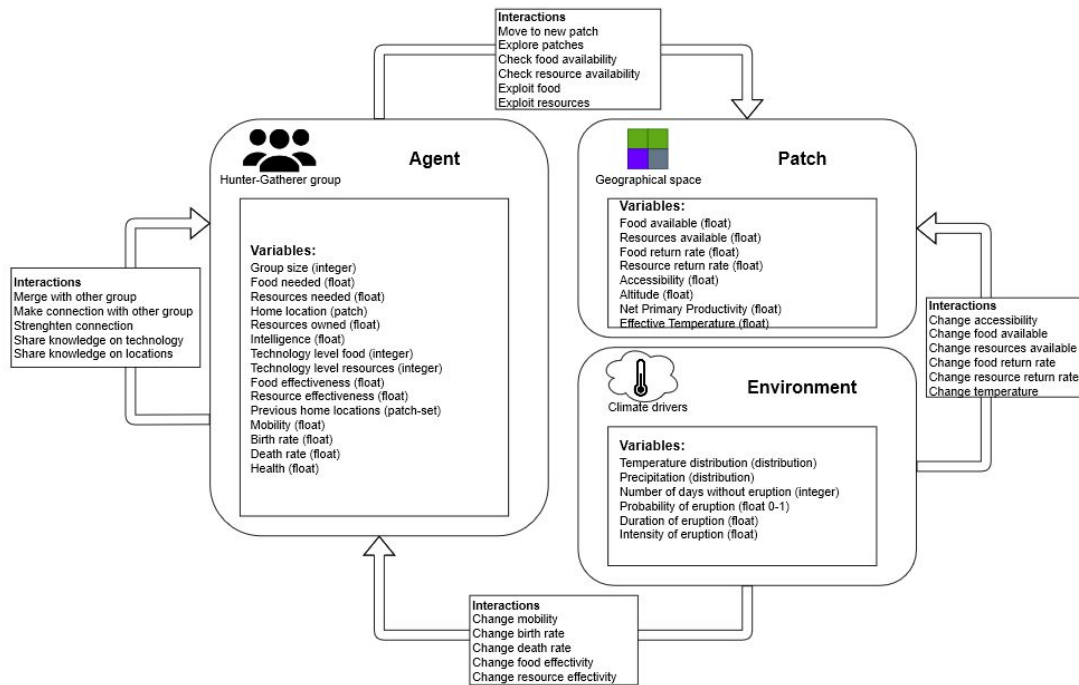 Interactions
Move to new patch
Explore patches
Check food availability
Check resource availability
Exploit food
Exploit resources
Agent
Hunter-Gatherer group
Variables:
Group size (integer)
Food needed (float)
Resources needed (float)
Home location (patch)
Resources owned (float)
Intelligence (float)
Technology level food (integer)
Technology level resources (integer)
Food effectiveness (float)
Resource effectiveness (float)
Previous home locations (patch-set)
Mobility (float)
Birth rate (float)
Death rate (float)
Health (float)
Patch
Geographical space
Variables:
Food available (float)
Resources available (float)
Food return rate (float)
Resource return rate (float)
Accessibility (float)
Altitude (float)
Net Primary Productivity (float)
Effective Temperature (float)
Interactions
Merge with other group
Make connection with other group
Strenghten connection
Share knowledge on technology
Share knowledge on locations
Interactions
Change accessibility
Change food available
Change resources available
Change food return rate
Change resource return rate
Change temperature
Environment
Climate drivers
Variables:
Temperature distribution (distribution)
Precipitation (distribution)
Number of days without eruption (integer)
Probability of eruption (float 0-1)
Duration of eruption (float)
Intensity of eruption (float)
Interactions
Change mobility
Change birth rate
Change death rate
Change food effectivity
Change resource effectivity